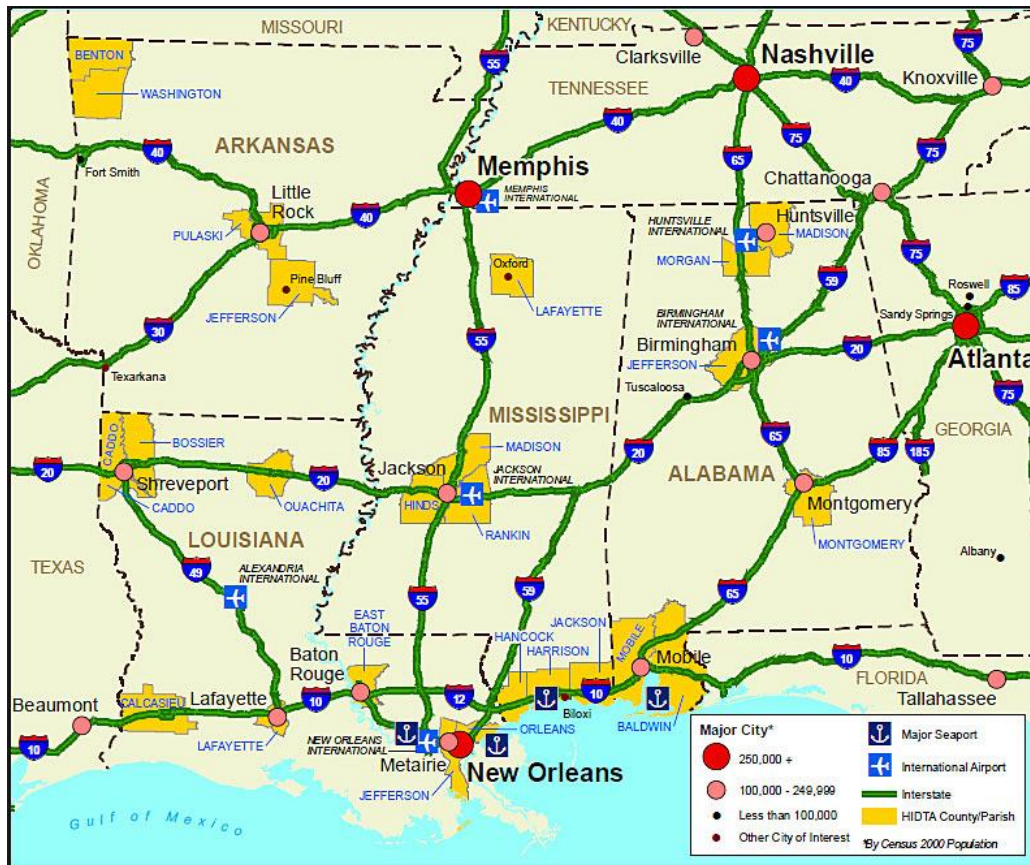 MISSOURI
KENTUCKY
Clarksville
Nashville
75
55
BENTON
WASHINGTON
TENNESSEE
40
Knoxville
75
40
ARKANSAS
40
65
75
75
Fort Smith
OKLAHOMA
Memphis
MEMPHIS
INTERNATIONAL
Chattanooga
Little
Rock
40
PULASKI
HUNTSVILLE
INTERNATIONAL
Huntsville
MADISON
MORGAN
75
Oxford
LAFAYETTE
Pine Bluff
JEFFERSON
59
Roswell
85
Sandy Springs
30
BIRMINGHAM
INTERNATIONAL
Birmingham
JEFFERSON
20
55
Atlanta
Texarkana
Tuscaloosa
75
MISSISSIPPI
CADDO
BOSSIER
MADISON
65
GEORGIA
20
Shreveport
20
Jackson
JACKSON
INTERNATIONAL
20
ALABAMA
85
185
CADDO
OUACHITA
HINDS
RANKIN
Montgomery
MONTGOMERY
LOUISIANA
TEXAS
49
ALEXANDRIA
INTERNATIONAL
55
59
65
Albany
EAST
BATON
ROUGE
JACKSON
HANCOCK
HARRISON
MOBILE
Mobile
10
Baton
Rouge
FLORIDA
Tallahassee
Beaumont
CALCASIEU
Lafayette
10
12
10
Biloxi
BALDWIN
10
LAFAYETTE
NEW ORLEANS
INTERNATIONAL
ORLEANS
Metairie
New Orleans
JEFFERSON
Gulf of Mexico
Major City*
250,000 +
100,000 - 249,999
Less than 100,000
Other City of Interest
Major Seaport
International Airport
Interstate
HIDTA County/Parish
*By Census 2000 Population